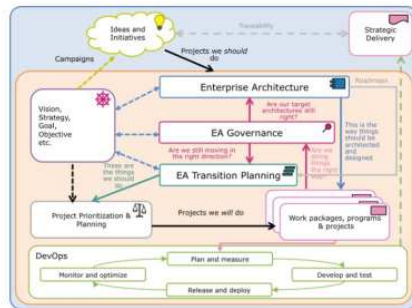 Ideas and
Initiatives
Traceability
Strategic
Delivery
Campaigns
Projects we should
do
Enterprise Architecture
Roadmaps
Vision,
Strategy,
Goal,
Objective
etc.
Are our target
architectures still
right?
EA Governance
This is the
way things
should be
architected
and
designed
Are we still moving in
the right direction?
Are we
doing
things the
right
EA Transition Planning
These are
the things
we should
do
Project Prioritization &
Planning
Projects we will do
Work packages, programs
& projects
DevOps
Plan and measure
Monitor and optimize
Develop and test
Release and deploy